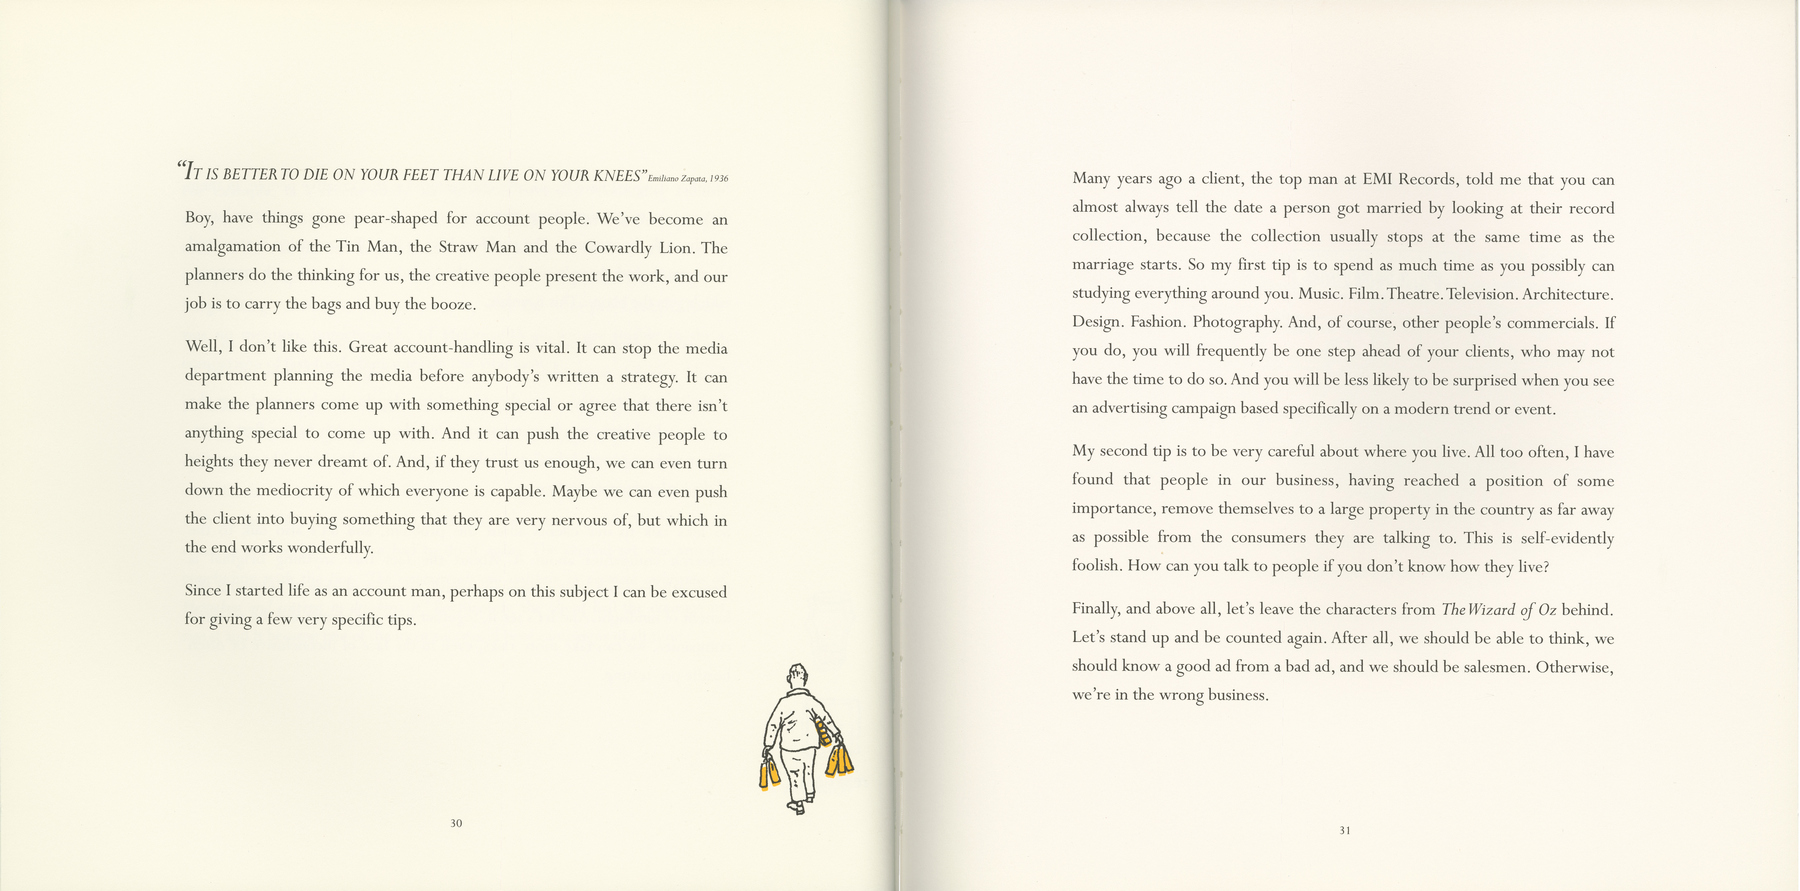 “IT IS BETTER TO DIE ON YOUR FEET THAN LIVE ON YOUR KNEES” Emiliano Zapata, 1936
Boy, have things gone pear-shaped for account people. We’ve become an
amalgamation of the Tin Man, the Straw Man and the Cowardly Lion. The
planners do the thinking for us, the creative people present the work, and our
job is to carry the bags and buy the booze.
Well, I don’t like this. Great account-handling is vital. It can stop the media
department planning the media before anybody’s written a strategy. It can
make the planners come up with something special or agree that there isn’t
anything special to come up with. And it can push the creative people to
heights they never dreamt of. And, if they trust us enough, we can even turn
down the mediocrity of which everyone is capable. Maybe we can even push
the client into buying something that they are very nervous of, but which in
the end works wonderfully.
Since I started life as an account man, perhaps on this subject I can be excused
for giving a few very specific tips.
30
Many years ago a client, the top man at EMI Records, told me that you can
almost always tell the date a person got married by looking at their record
collection, because the collection usually stops at the same time as the
marriage starts. So my first tip is to spend as much time as you possibly can
studying everything around you. Music. Film. Theatre. Television. Architecture.
Design. Fashion. Photography. And, of course, other people’s commercials. If
you do, you will frequently be one step ahead of your clients, who may not
have the time to do so. And you will be less likely to be surprised when you see
an advertising campaign based specifically on a modern trend or event.
My second tip is to be very careful about where you live. All too often, I have
found that people in our business, having reached a position of some
importance, remove themselves to a large property in the country as far away
as possible from the consumers they are talking to. This is self-evidently
foolish. How can you talk to people if you don’t know how they live?
Finally, and above all, let’s leave the characters from The Wizard of Oz behind.
Let’s stand up and be counted again. After all, we should be able to think, we
should know a good ad from a bad ad, and we should be salesmen. Otherwise,
we’re in the wrong business.
31